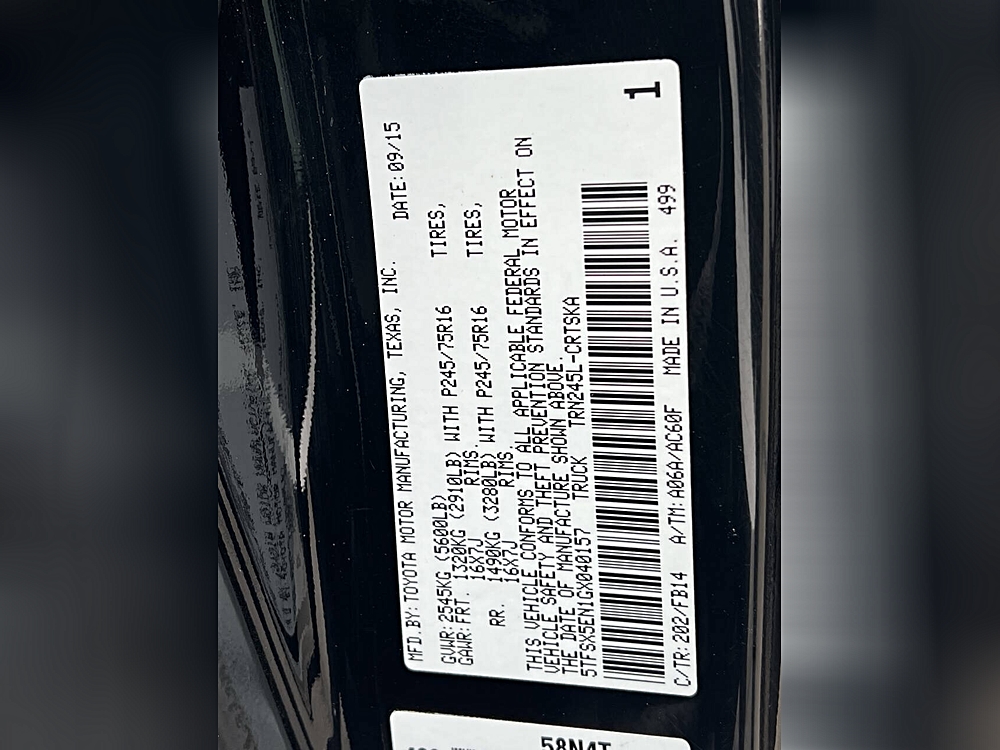 MFD.BY:TOYOTA MOTOR MANUFACTURING, TEXAS, INC. DATE:09/15
GVWR:2545KG(5600LB)
GAWR:FRT. 1320KG (2910LB) WITH P245/75R16 TIRES,
16X7J RIMS.
RR. 1490KG (3280LB) WITH P245/75R16 TIRES,
16X7J RIMS.
THIS VEHICLE CONFORMS TO ALL APPLICABLE FEDERAL MOTOR
VEHICLE SAFETY AND THEFT PREVENTION STANDARDS IN EFFECT ON
THE DATE OF MANUFACTURE SHOWN ABOVE.
5TFSX5EN1GX040157 TRUCK TRN245L-CRTSKA
C/TR:202/FB14 A/TM:A06A/AC60F MADE IN U.S.A. 499
1
58N4T